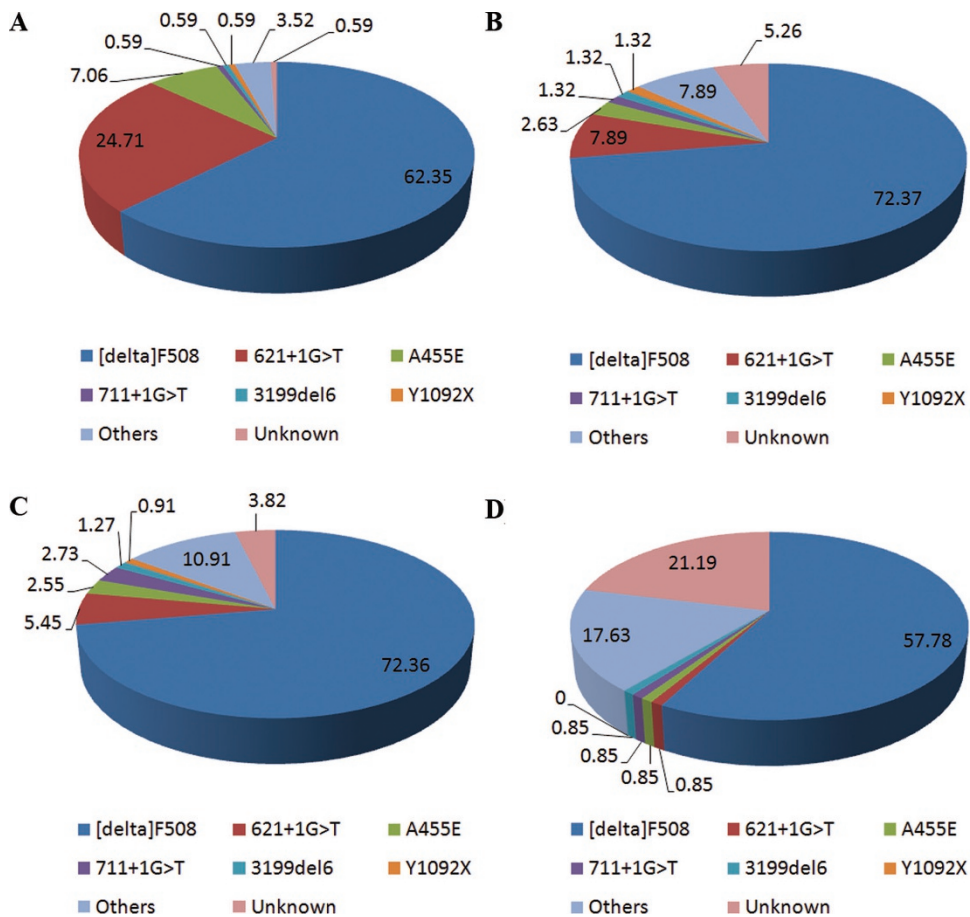 A
0.59 0.59 3.52 0.59
0.59
7.06
24.71
62.35
[delta]F508 621+1G>T A455E
711+1G>T 3199del6 Y1092X
Others Unknown
B
1.32 5.26
1.32
1.32 7.89
2.63
7.89
72.37
[delta]F508 621+1G>T A455E
711+1G>T 3199del6 Y1092X
Others Unknown
C
0.91 3.82
1.27
2.73 10.91
2.55
5.45
72.36
[delta]F508 621+1G>T A455E
711+1G>T 3199del6 Y1092X
Others Unknown
D
21.19
17.63 57.78
0
0.85
0.85
0.85
0.85
[delta]F508 621+1G>T A455E
711+1G>T 3199del6 Y1092X
Others Unknown